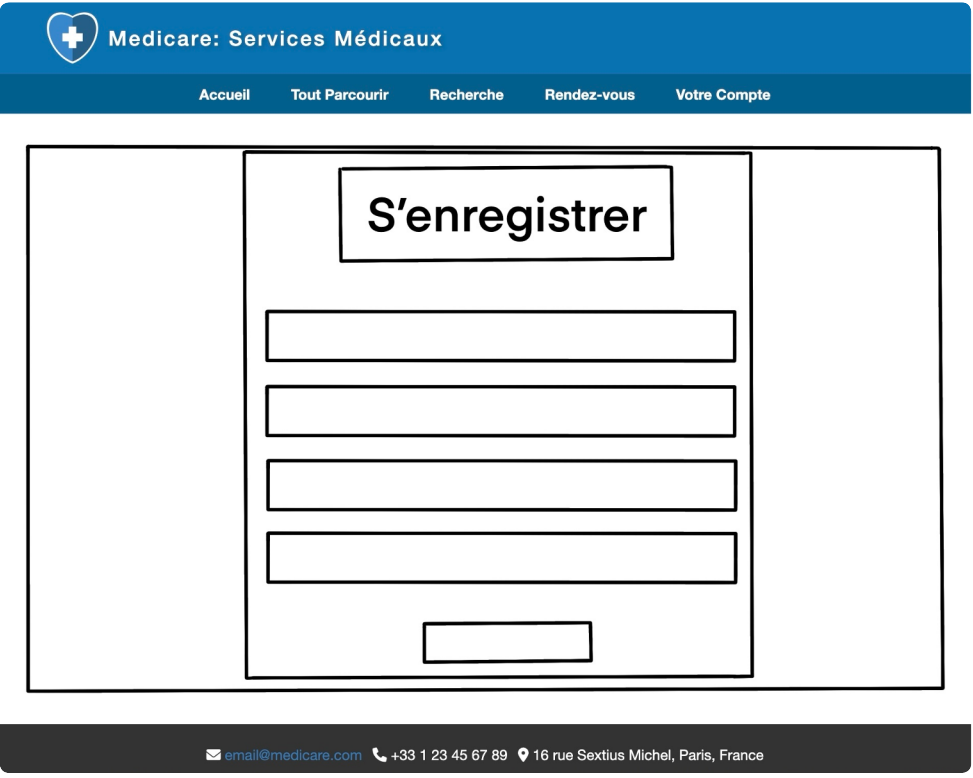 Medicare: Services Médicaux
Accueil Tout Parcourir Recherche Rendez-vous Votre Compte
S'enregistrer
email@medicare.com +33 1 23 45 67 89 16 rue Sextius Michel, Paris, France